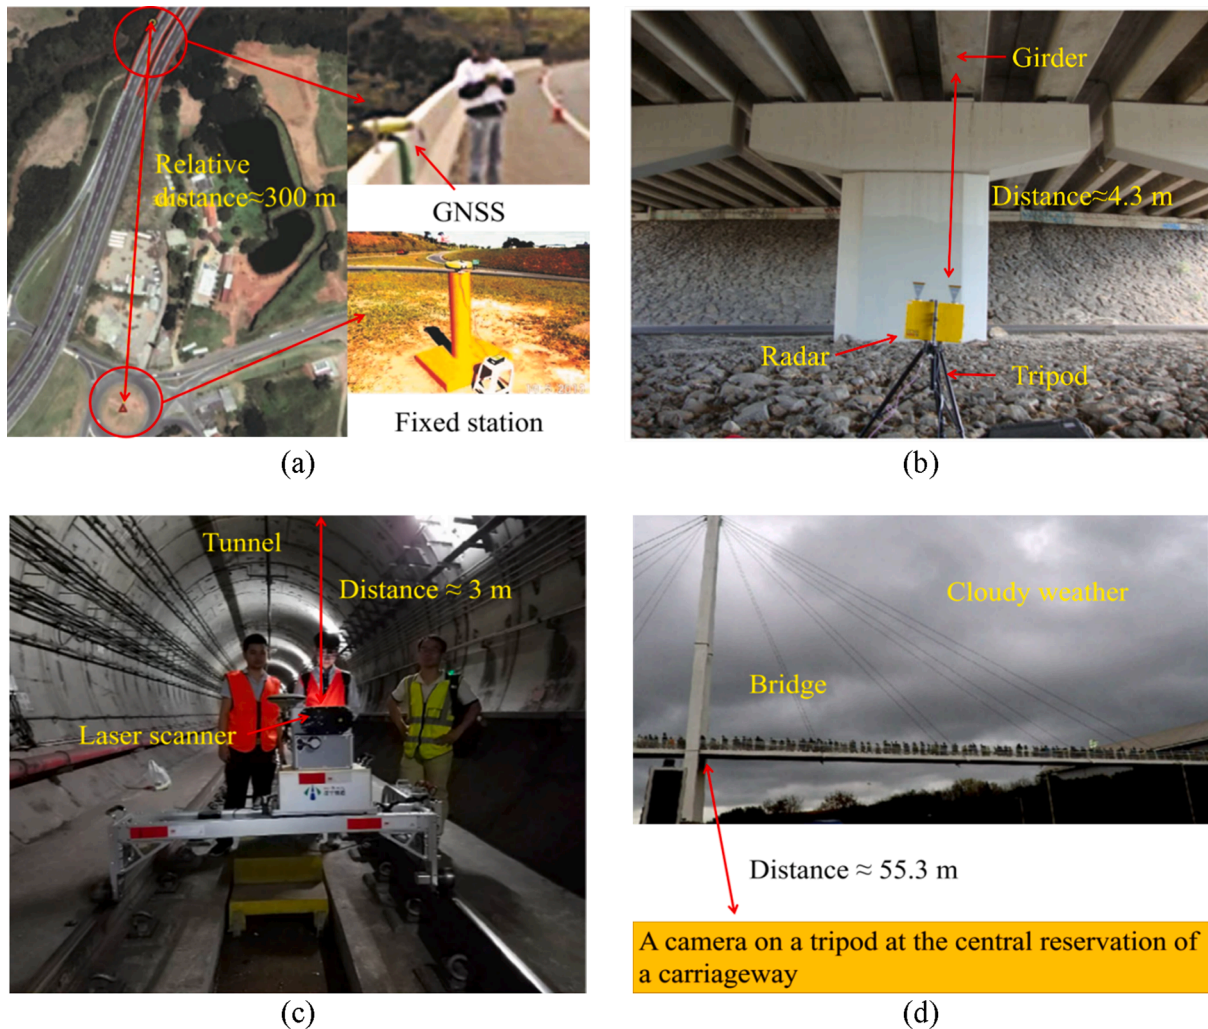 Relative
distance≈300 m
GNSS
Fixed station
(a)
Girder
Distance≈4.3 m
Radar
Tripod
(b)
Tunnel
Distance ≈ 3 m
Laser scanner
(c)
Cloudy weather
Bridge
Distance ≈ 55.3 m
A camera on a tripod at the central reservation of
a carriageway
(d)